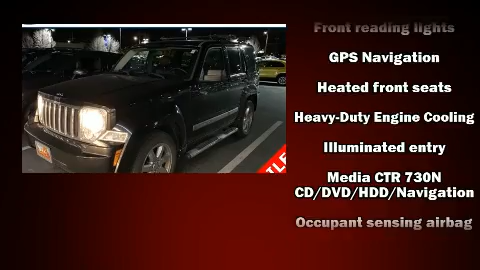 Front reading lights
GPS Navigation
Heated front seats
Heavy-Duty Engine Cooling
Illuminated entry
Media CTR 730N
CD/DVD/HDD/Navigation
Occupant sensing airbag